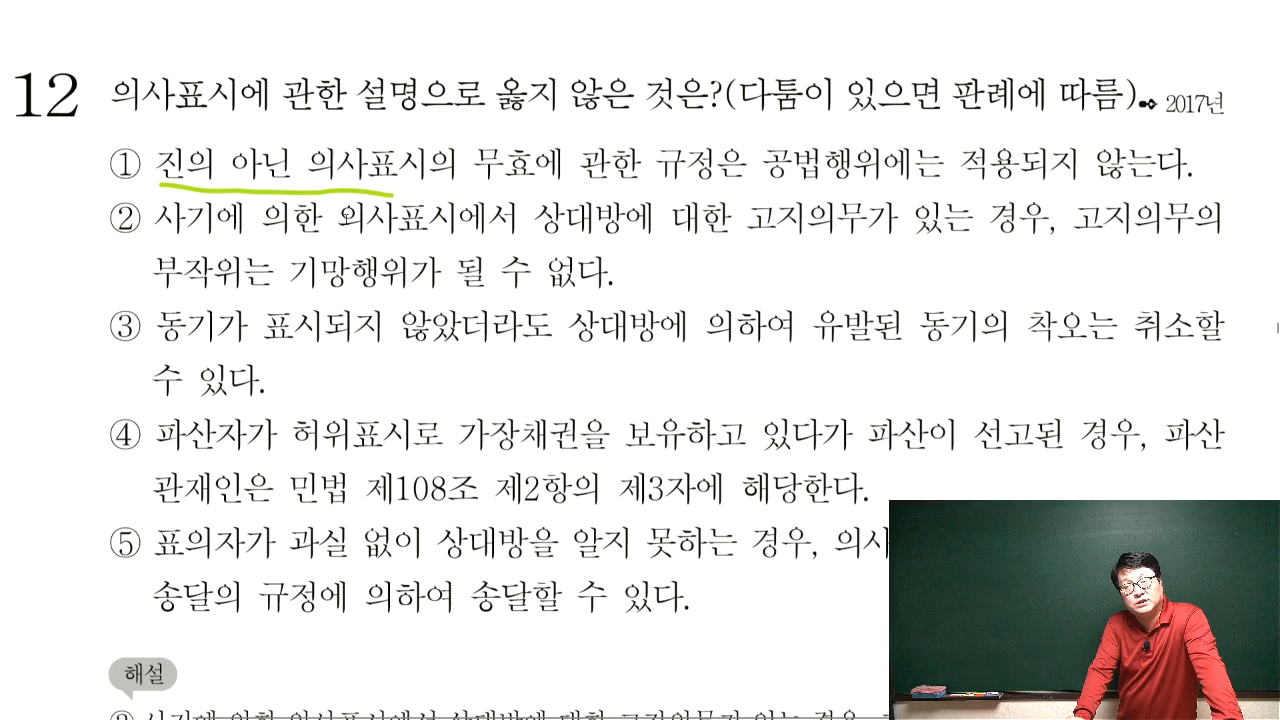 12 의사표시에 관한 설명으로 옳지 않은 것은?(다툼이 있으면 판례에 따름) 2017년
① 진의 아닌 의사표시의 무효에 관한 규정은 공법행위에는 적용되지 않는다.
② 사기에 의한 의사표시에서 상대방에 대한 고지의무가 있는 경우, 고지의무의
부작위는 기망행위가 될 수 없다.
③ 동기가 표시되지 않았더라도 상대방에 의하여 유발된 동기의 착오는 취소할
수 있다.
④ 파산자가 허위표시로 가장채권을 보유하고 있다가 파산이 선고된 경우, 파산
관재인은 민법 제108조 제2항의 제3자에 해당한다.
⑤ 표의자가 과실 없이 상대방을 알지 못하는 경우, 의사
송달의 규정에 의하여 송달할 수 있다.
해설